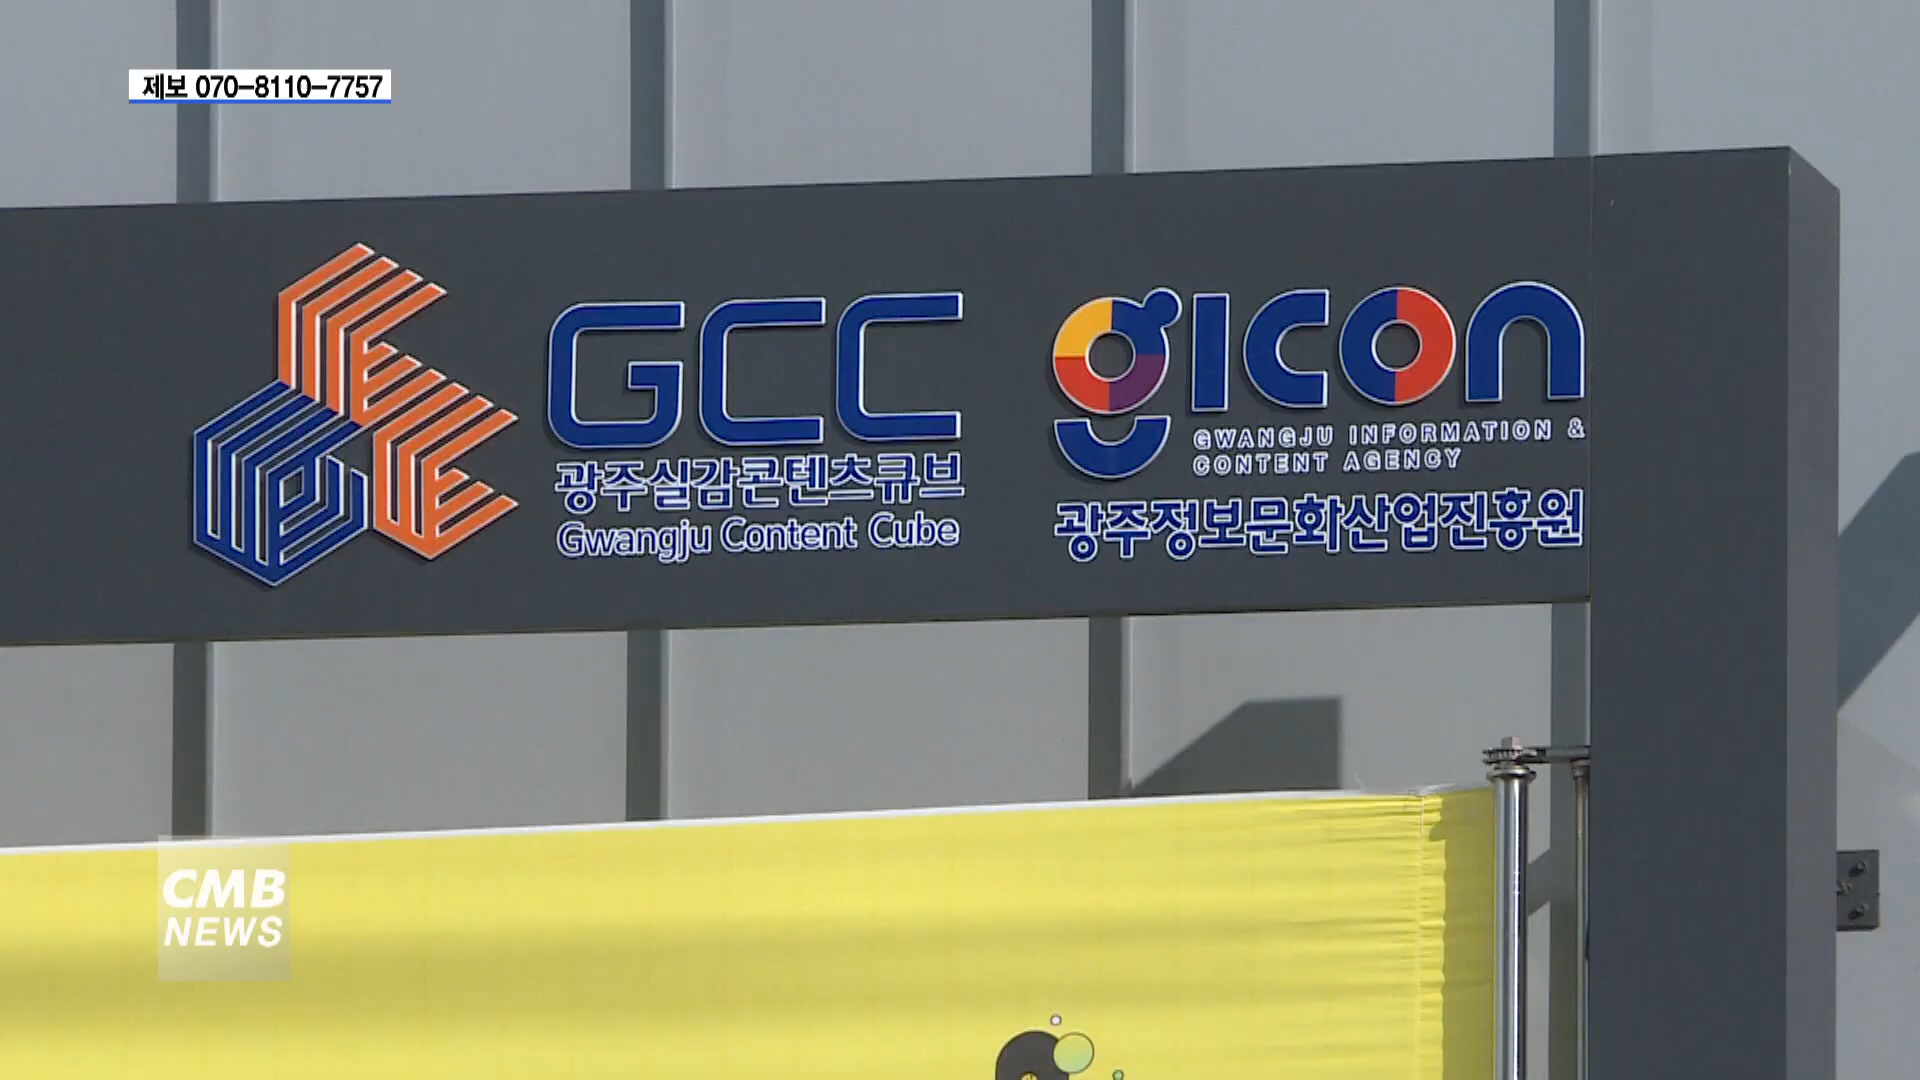 제보 070-8110-7757
GCC
광주실감콘텐츠큐브
Gwangju Content Cube
gicon
GWANGJU INFORMATION &
CONTENT AGENCY
광주정보문화산업진흥원
CMB
NEWS